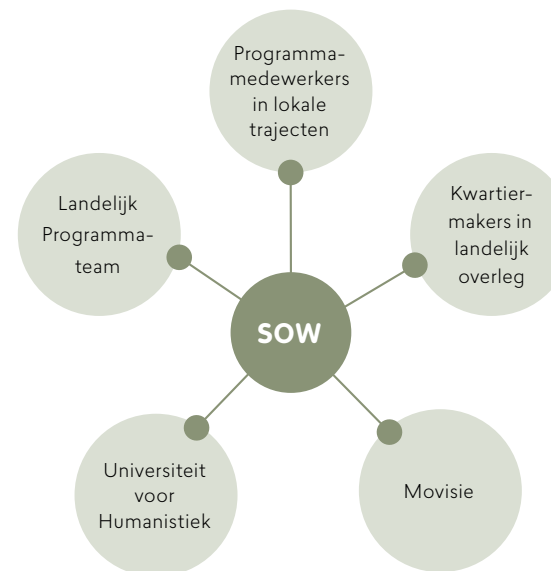 Programma-
medewerkers
in lokale
trajecten
Landelijk
Programma-
team
Kwartier-
makers in
landelijk
overleg
SOW
Universiteit
voor
Humanistiek
Movisie